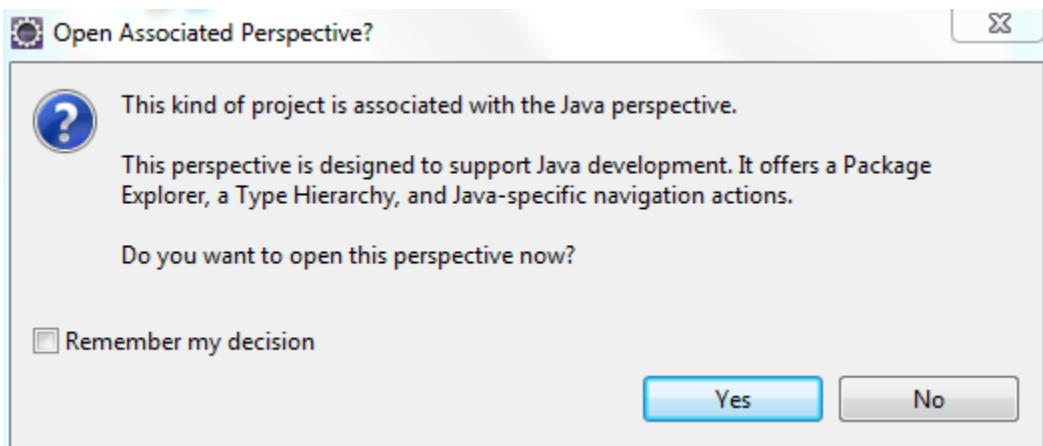 Open Associated Perspective?
This kind of project is associated with the Java perspective.
This perspective is designed to support Java development. It offers a Package
Explorer, a Type Hierarchy, and Java-specific navigation actions.
Do you want to open this perspective now?
Remember my decision
Yes No